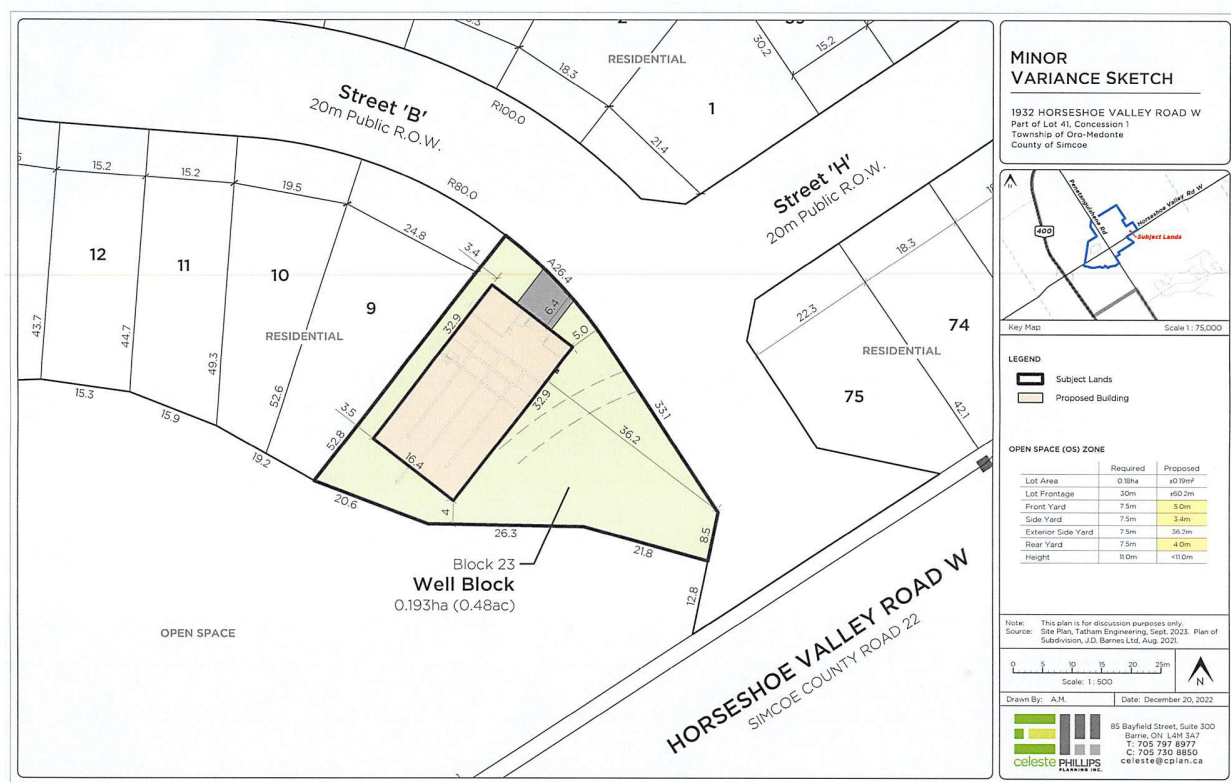 RESIDENTIAL
30.2
15.2
18.3
1
R100.0
21.4
Street 'B'
20m Public R.O.W.
Street 'H'
20m Public R.O.W.
15.2
15.2
19.5
R80.0
24.8
3.4
A26.4
6.4
5.0
12
11
10
9
RESIDENTIAL
43.7
44.7
49.3
52.6
32.9
32.9
3.5
52.8
16.4
36.2
33.1
15.3
15.9
19.2
20.6
4
26.3
21.8
8.5
12.8
18.3
22.3
74
RESIDENTIAL
75
42.1
Block 23
Well Block
0.193ha (0.48ac)
OPEN SPACE
HORSESHOE VALLEY ROAD W
SIMCOE COUNTY ROAD 22
MINOR
VARIANCE SKETCH
1932 HORSESHOE VALLEY ROAD W
Part of Lot 41, Concession 1
Township of Oro-Medonte
County of Simcoe
N
400
Penetanguishene Rd
Horseshoe Valley Rd W
Subject Lands
Key Map Scale 1 : 75,000
LEGEND
Subject Lands
Proposed Building
OPEN SPACE (OS) ZONE
Required Proposed
Lot Area 0.18ha ±0.19m²
Lot Frontage 30m ±60.2m
Front Yard 7.5m 5.0m
Side Yard 7.5m 3.4m
Exterior Side Yard 7.5m 36.2m
Rear Yard 7.5m 4.0m
Height 11.0m <11.0m
Note: This plan is for discussion purposes only.
Source: Site Plan, Tatham Engineering, Sept. 2023. Plan of
Subdivision, J.D. Barnes Ltd, Aug. 2021.
0 5 10 15 20 25m
Scale: 1 : 500
N
Drawn By: A.M. Date: December 20, 2022
celeste PHILLIPS
PLANNING INC.
85 Bayfield Street, Suite 300
Barrie, ON L4M 3A7
T: 705 797 8977
C: 705 730 8850
celeste@cplan.ca